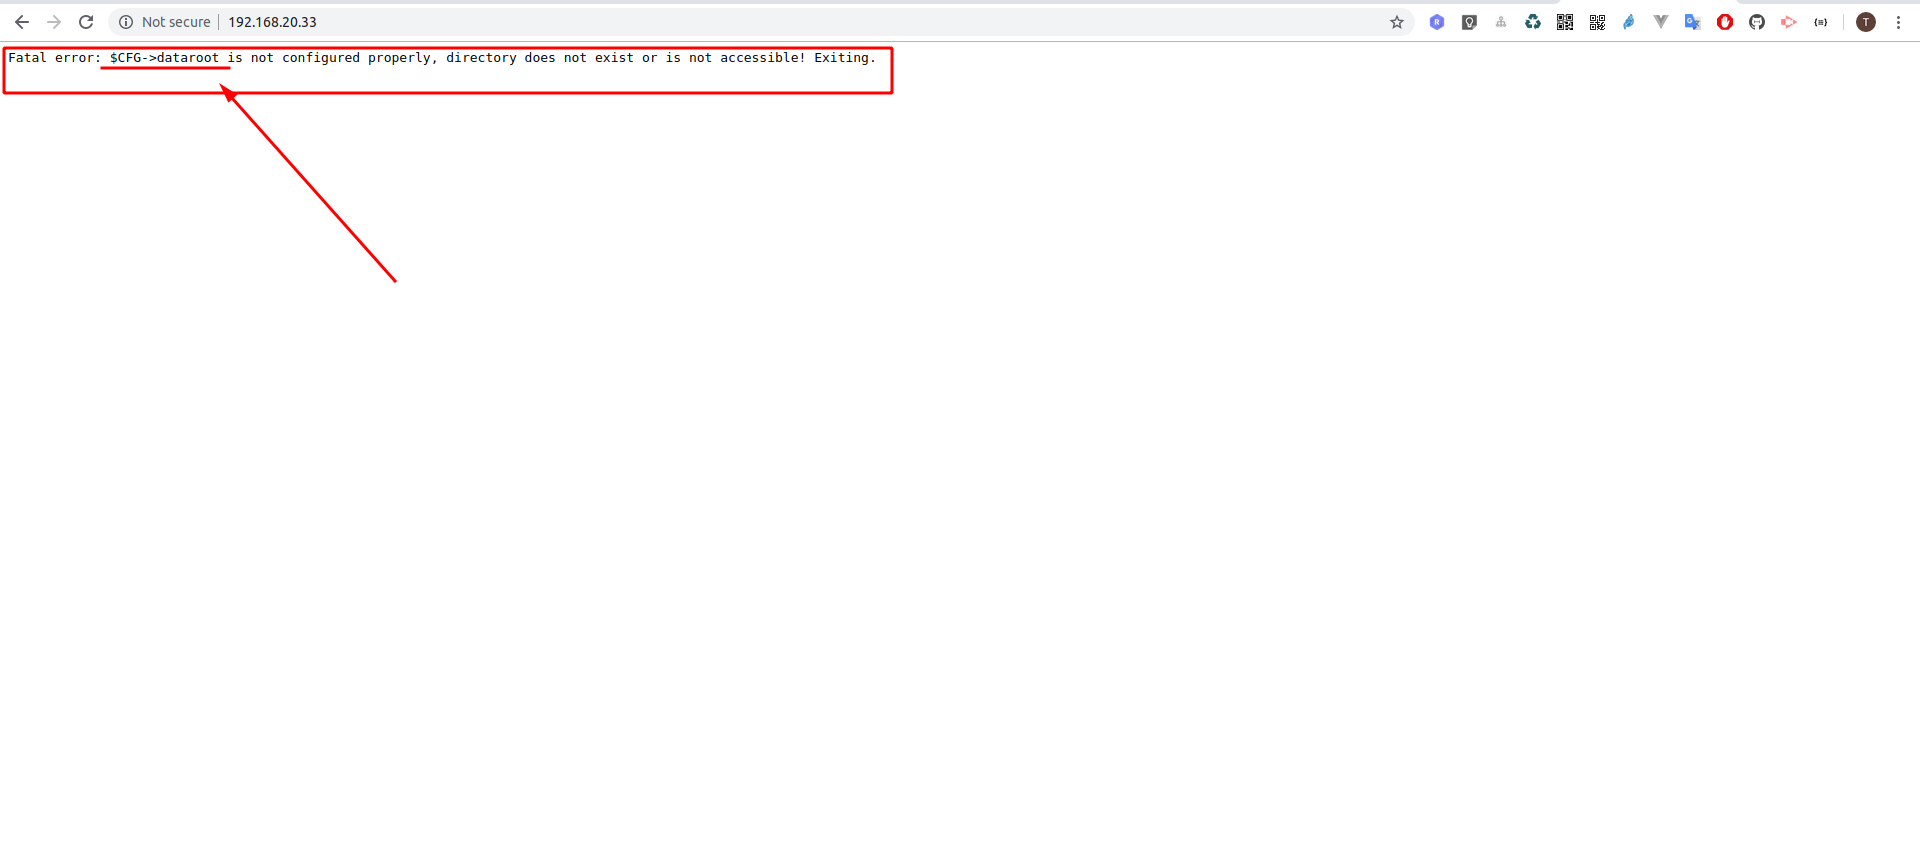 Not secure 192.168.20.33
T
Fatal error: $CFG->dataroot is not configured properly, directory does not exist or is not accessible! Exiting.